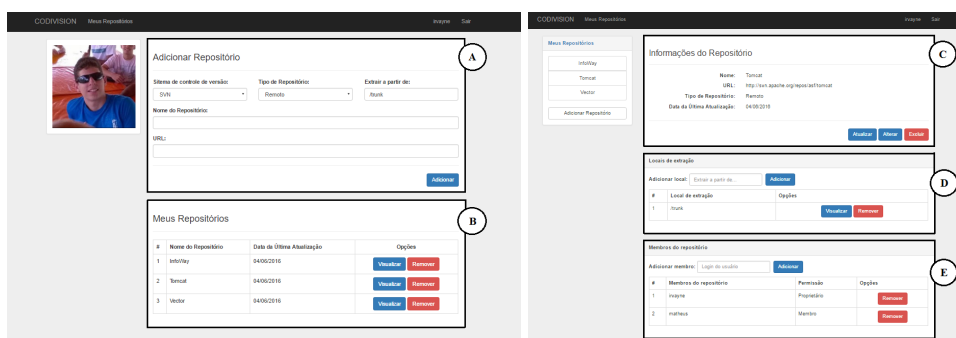 CODIVISION Meus Repositórios irvayne Sair
Adicionar Repositório
A
Sitema de controle de versão: Tipo de Repositório: Extrair a partir de:
SVN Remoto /trunk
Nome do Repositório:
URL:
Adicionar
Meus Repositórios
B
# Nome do Repositório Data da Última Atualização Opções
1 InfoWay 04/06/2016 Visualizar Remover
2 Tomcat 04/06/2016 Visualizar Remover
3 Vector 04/06/2016 Visualizar Remover
CODIVISION Meus Repositórios irvayne Sair
Meus Repositórios
InfoWay
Tomcat
Vector
Adicionar Repositório
Informações do Repositório
C
Nome: Tomcat
URL: http://svn.apache.org/repos/asf/tomcat
Tipo de Repositório: Remoto
Data da Última Atualização: 04/06/2016
Atualizar Alterar Excluir
Locais de extração
D
Adicionar local: Extrair a partir de... Adicionar
# Local de extração Opções
1 /trunk Visualizar Remover
Membros do repositório
E
Adicionar membro: Login do usuário Adicionar
# Membros do repositório Permissão Opções
1 irvayne Proprietário Remover
2 matheus Membro Remover